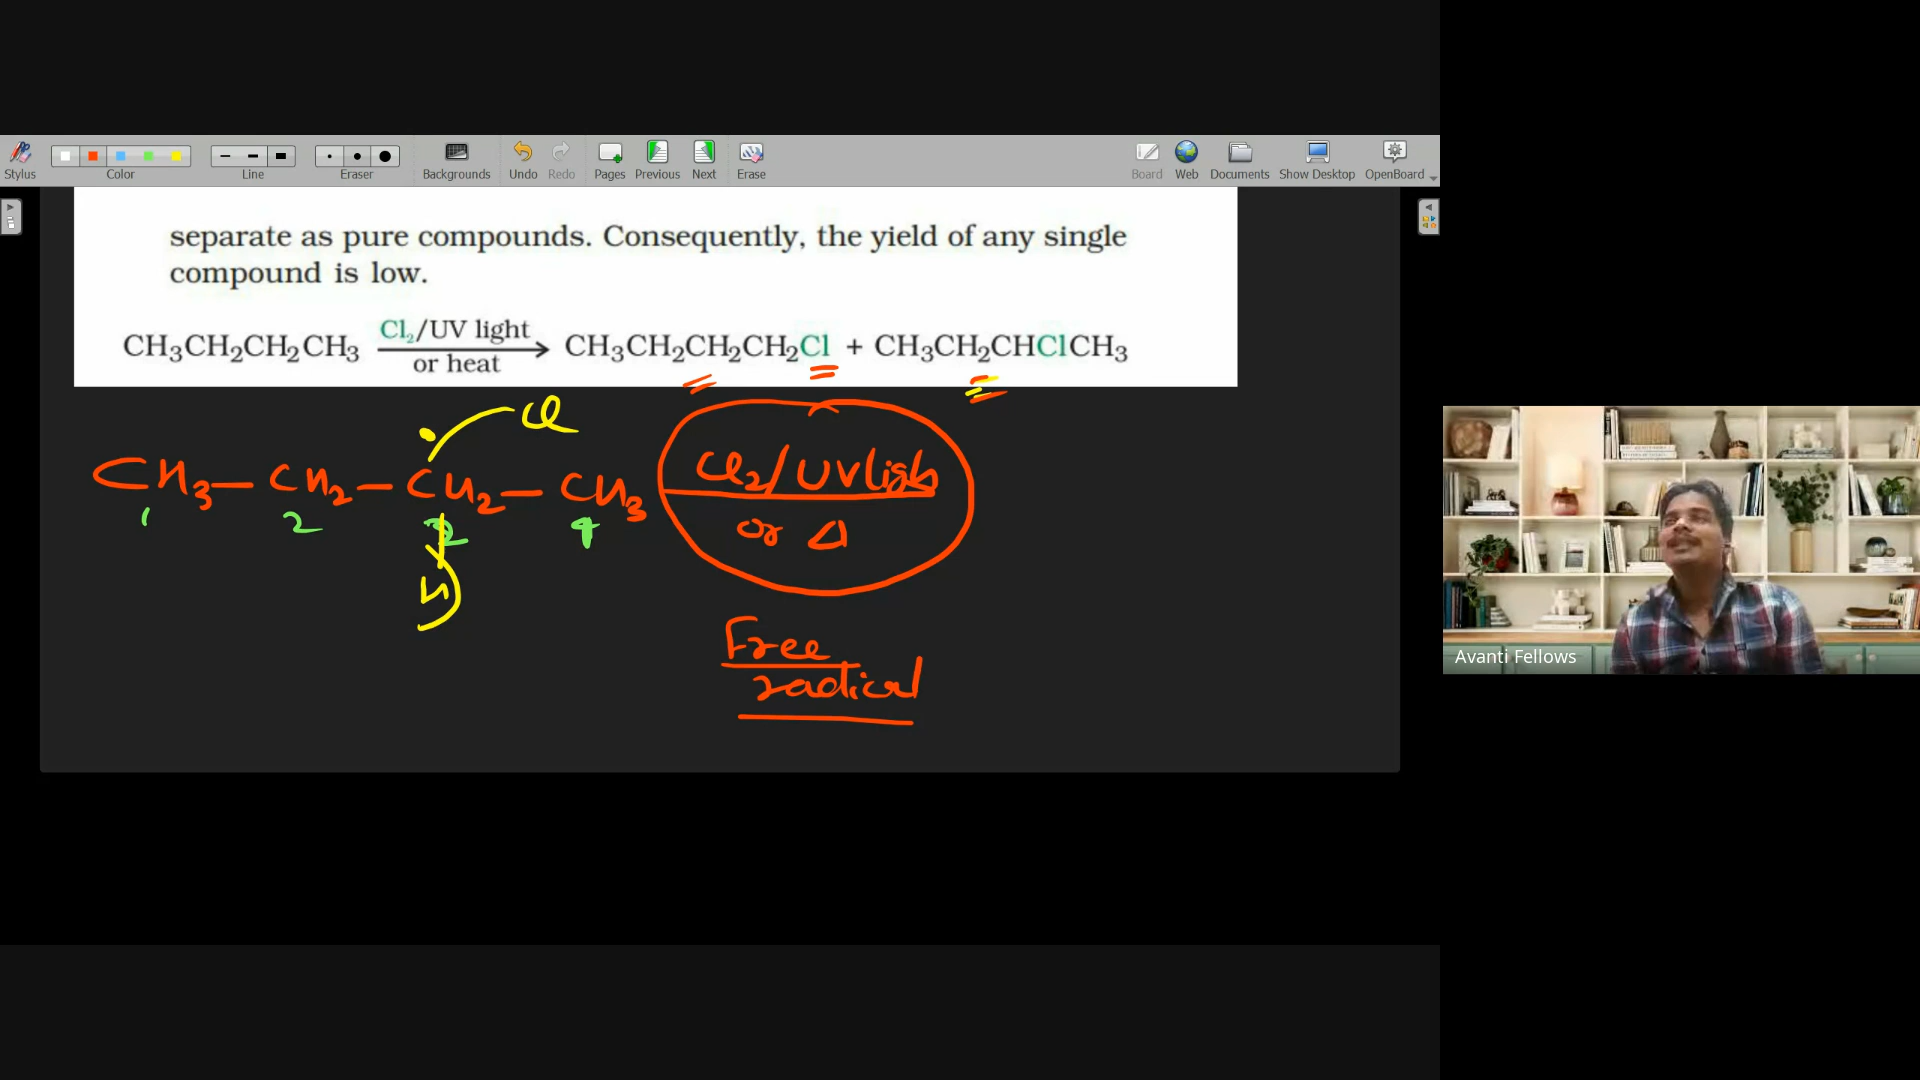 Stylus Color Line Eraser Backgrounds Undo Redo Pages Previous Next Erase Board Web Documents Show Desktop OpenBoard
separate as pure compounds. Consequently, the yield of any single
compound is low.
CH₃CH₂CH₂CH₃ Cl₂/UV light CH₃CH₂CH₂CH₂Cl + CH₃CH₂CHClCH₃
or heat
Cl
CH₃—CH₂—CH₂—CH₃ Cl₂/UV light
1 2 3 4 or Δ
H
Free
radical
Avanti Fellows